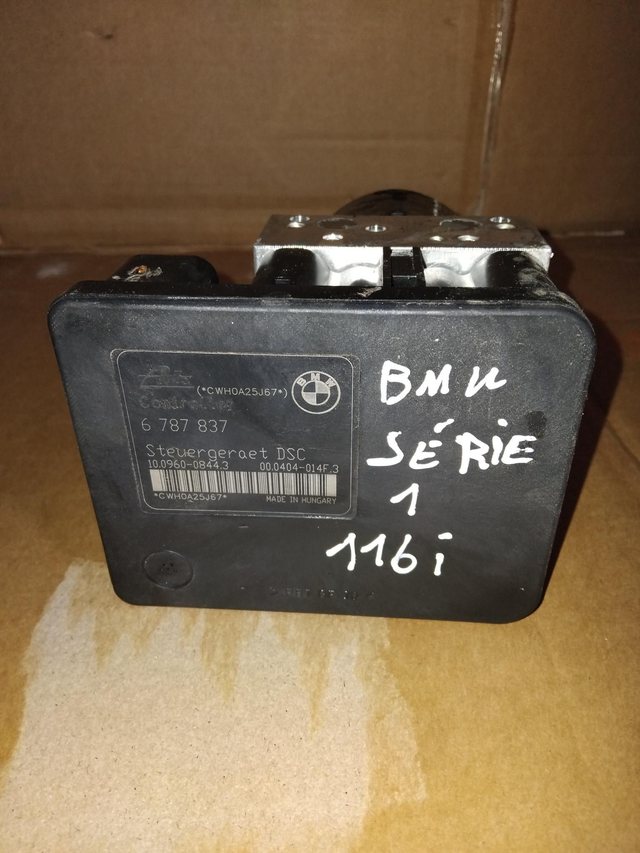 (*CWH0A25J67*)
BMW
Controlling
6 787 837
Steuergeraet DSC
10.0960-0844.3 00.0404-014F.3
*CWH0A25J67*
MADE IN HUNGARY
BMW
SÉRIE
1
116i